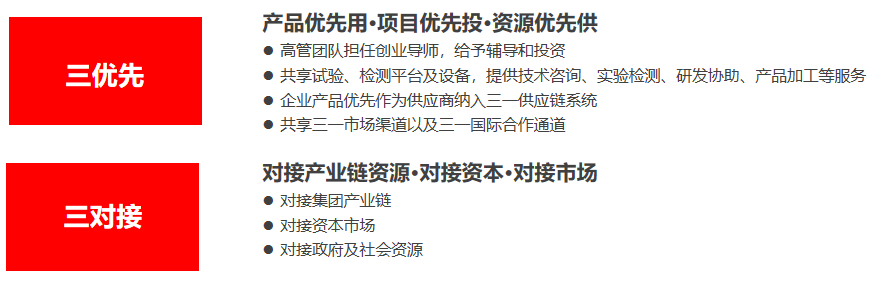 三优先
产品优先用•项目优先投•资源优先供
● 高管团队担任创业导师，给予辅导和投资
● 共享试验、检测平台及设备，提供技术咨询、实验检测、研发协助、产品加工等服务
● 企业产品优先作为供应商纳入三一供应链系统
● 共享三一市场渠道以及三一国际合作通道
三对接
对接产业链资源•对接资本•对接市场
● 对接集团产业链
● 对接资本市场
● 对接政府及社会资源